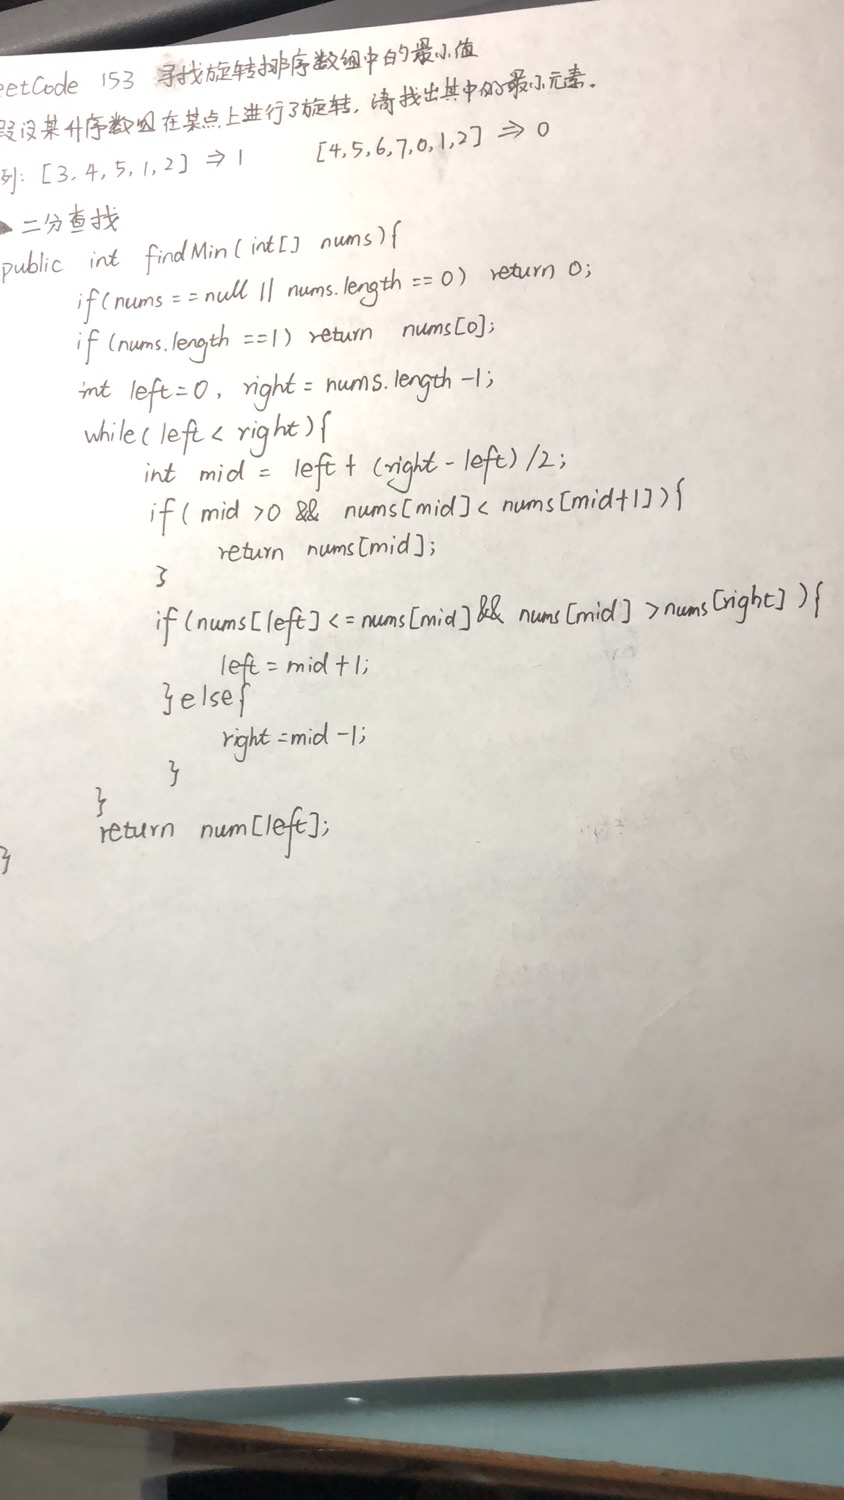 eetCode 153 寻找旋转排序数组中的最小值
设某升序数组在某点上进行了旋转,请找出其中的最小元素.
列: [3,4,5,1,2] ⇒ 1 [4,5,6,7,0,1,2] ⇒ 0
二分查找
public int findMin(int[] nums){
if(nums==null || nums.length==0) return 0;
if(nums.length==1) return nums[0];
int left=0, right=nums.length-1;
while(left<right){
int mid = left+(right-left)/2;
if(mid>0 && nums[mid]<nums[mid+1]){
return nums[mid];
}
if(nums[left]<=nums[mid]&& nums[mid]>nums[right]){
left=mid+1;
}else{
right=mid-1;
}
}
return num[left];
}